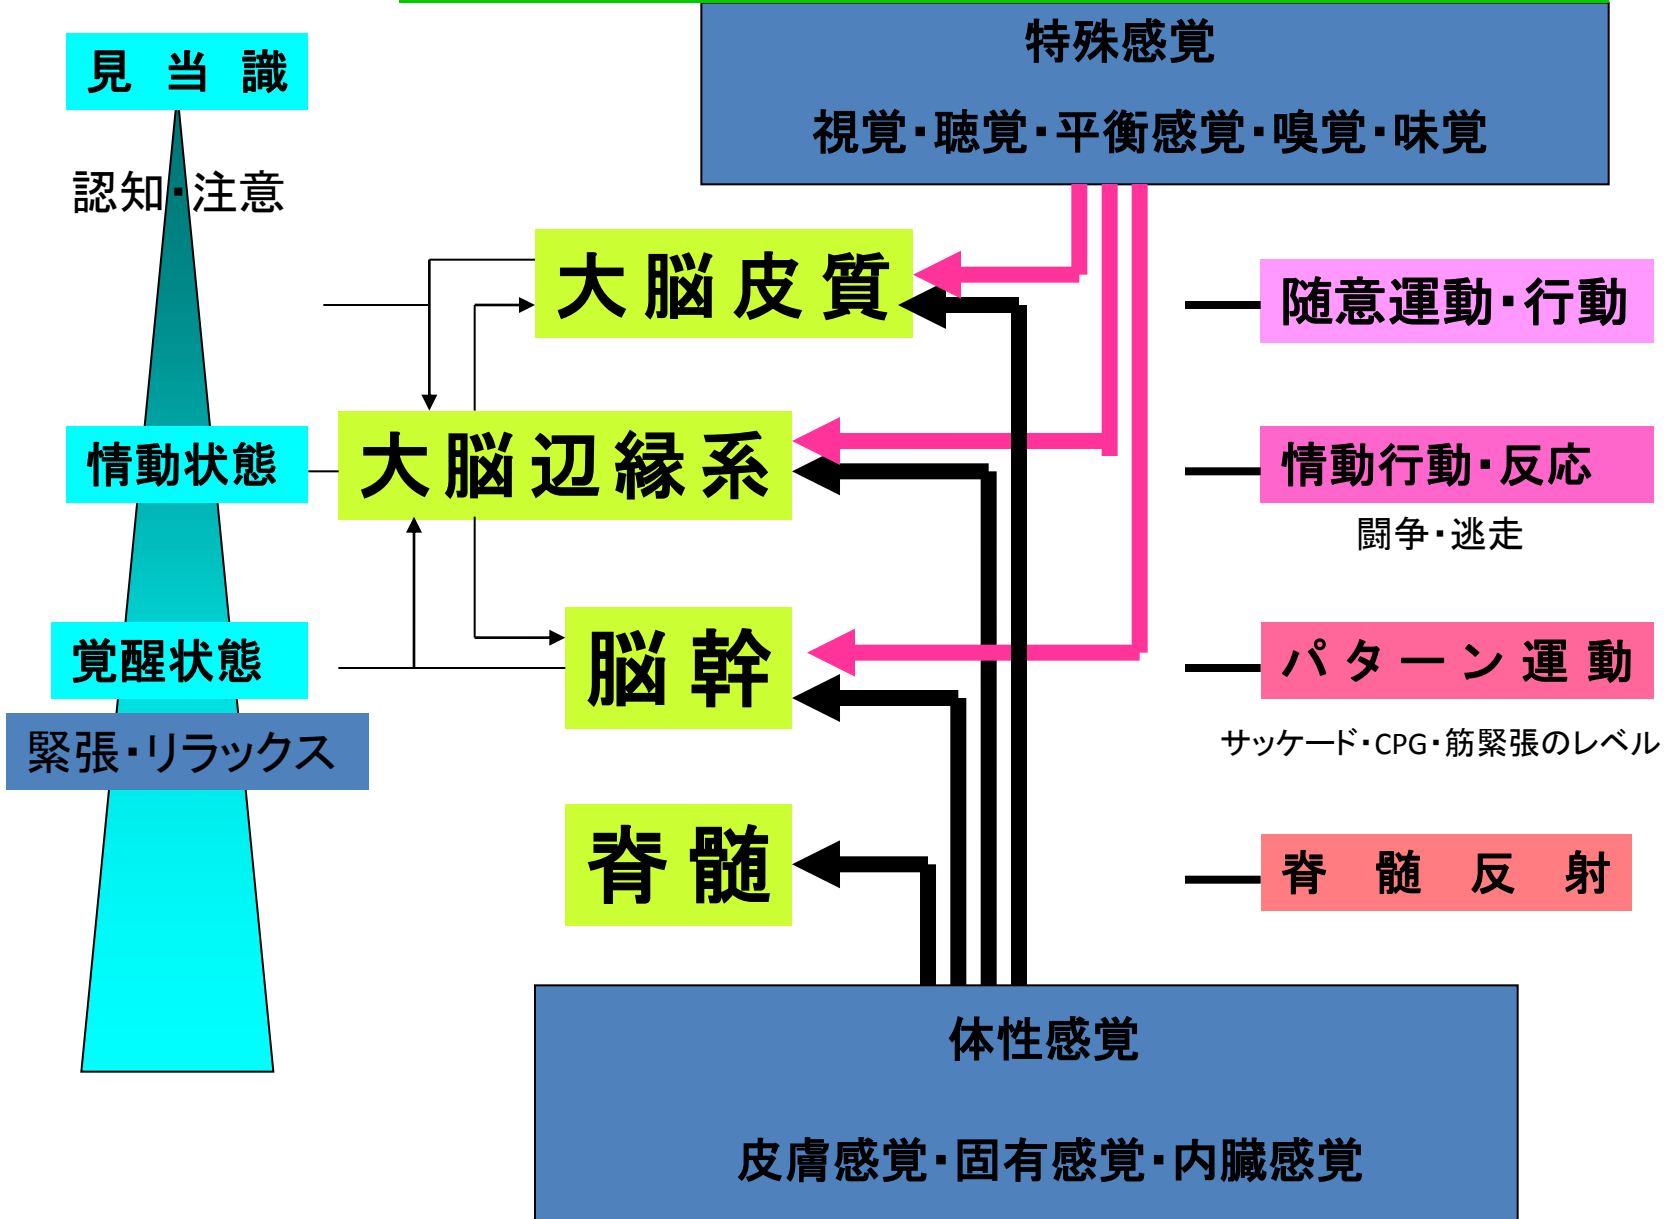 特殊感覚
視覚・聴覚・平衡感覚・嗅覚・味覚
見 当 識
認知・注意
大脳皮質
随意運動・行動
情動状態
大脳辺縁系
情動行動・反応
闘争・逃走
覚醒状態
脳幹
パターン運動
緊張・リラックス
サッケード・CPG・筋緊張のレベル
脊髄
脊 髄 反 射
体性感覚
皮膚感覚・固有感覚・内臓感覚